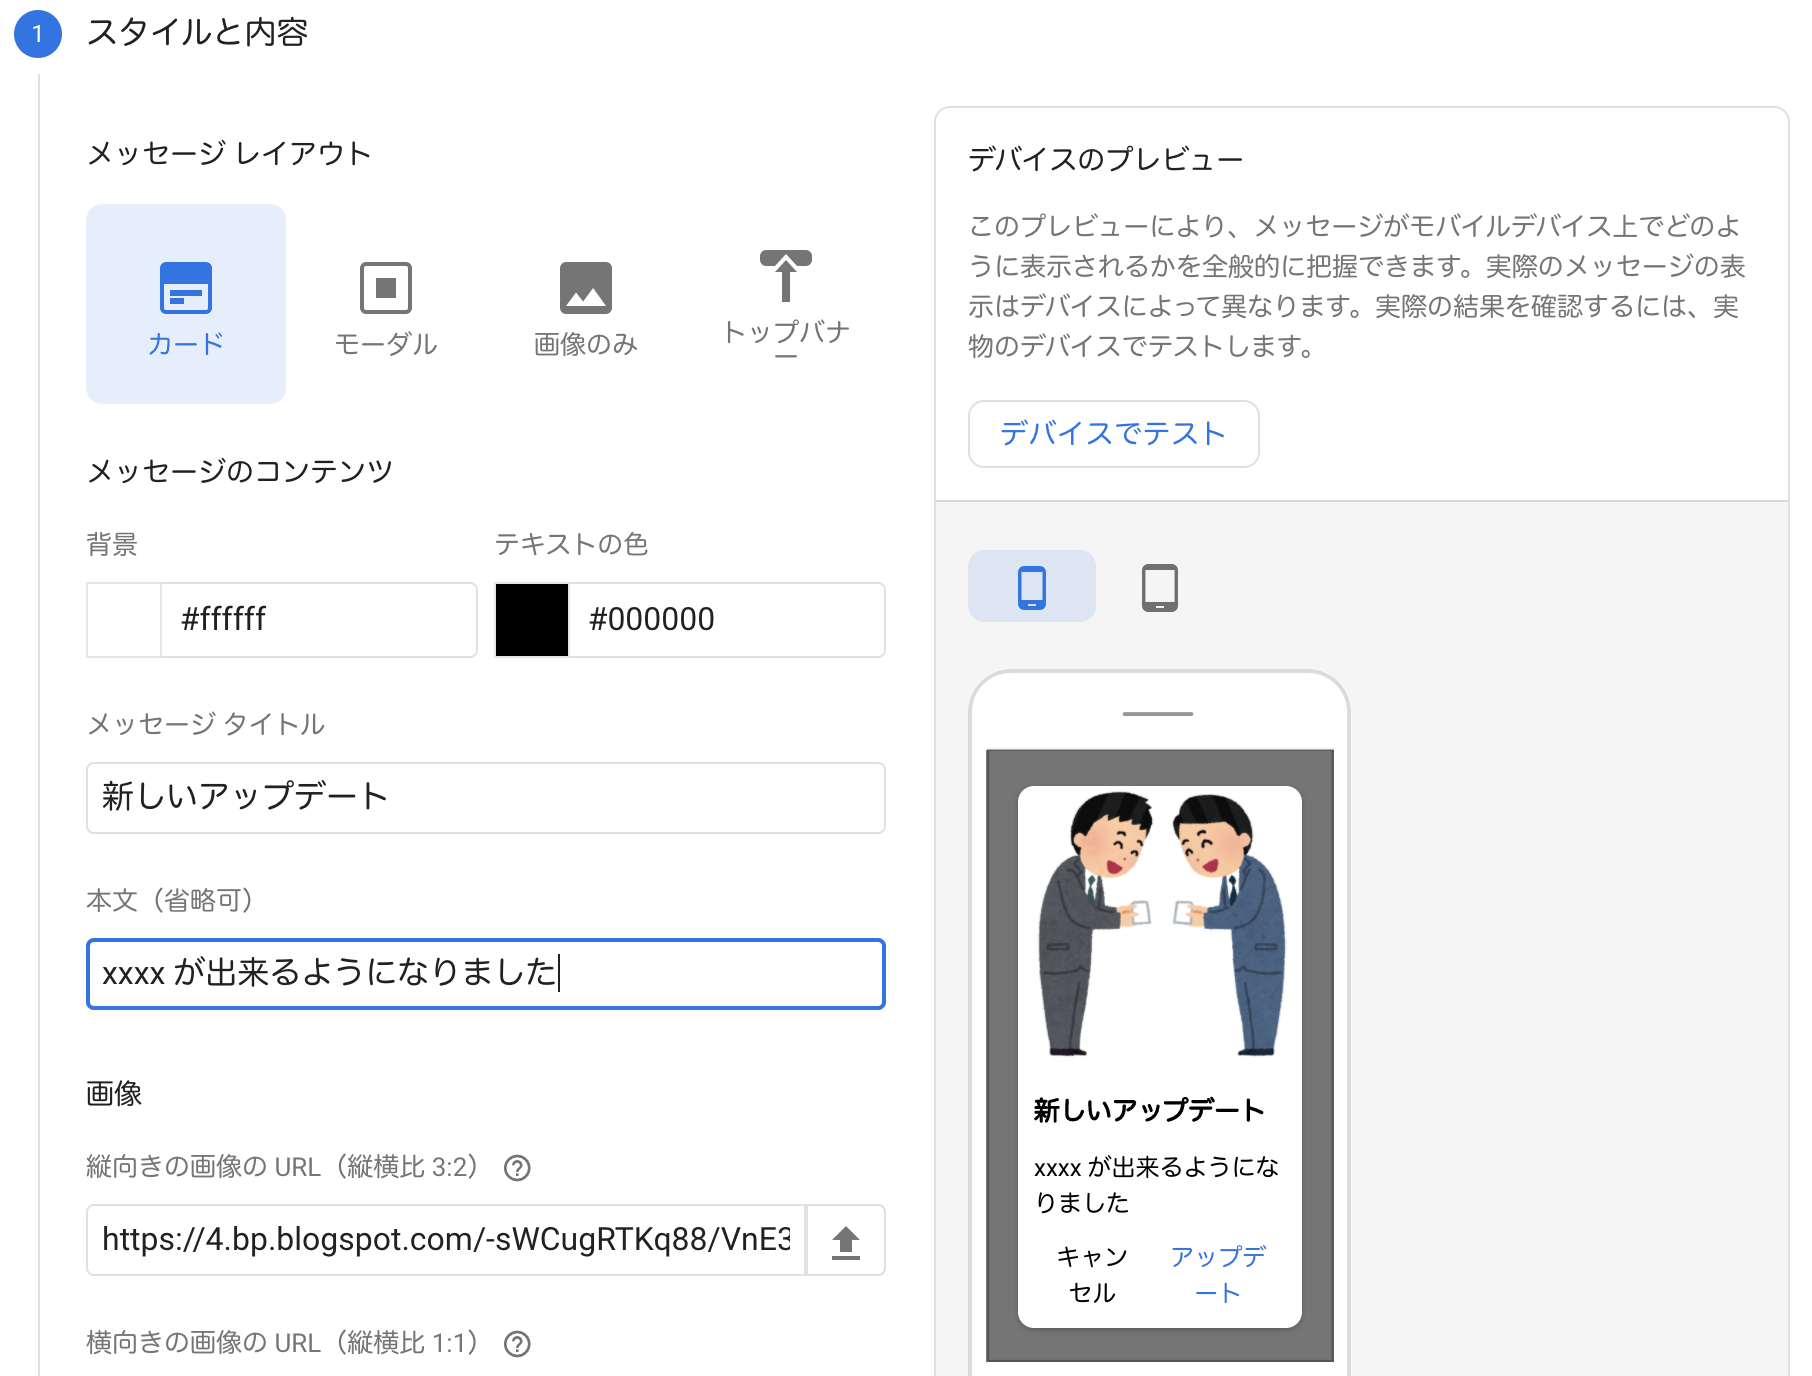 1 スタイルと内容
メッセージ レイアウト
カード
モーダル
画像のみ
トップバナ
ー
メッセージのコンテンツ
背景
テキストの色
#ffffff
#000000
メッセージ タイトル
新しいアップデート
本文（省略可）
xxxx が出来るようになりました
画像
縦向きの画像の URL（縦横比 3:2）
https://4.bp.blogspot.com/-sWCugRTKq88/VnE3
横向きの画像の URL（縦横比 1:1）
デバイスのプレビュー
このプレビューにより、メッセージがモバイルデバイス上でどのよ
うに表示されるかを全般的に把握できます。実際のメッセージの表
示はデバイスによって異なります。実際の結果を確認するには、実
物のデバイスでテストします。
デバイスでテスト
新しいアップデート
xxxx が出来るようにな
りました
キャン
セル
アップデ
ート